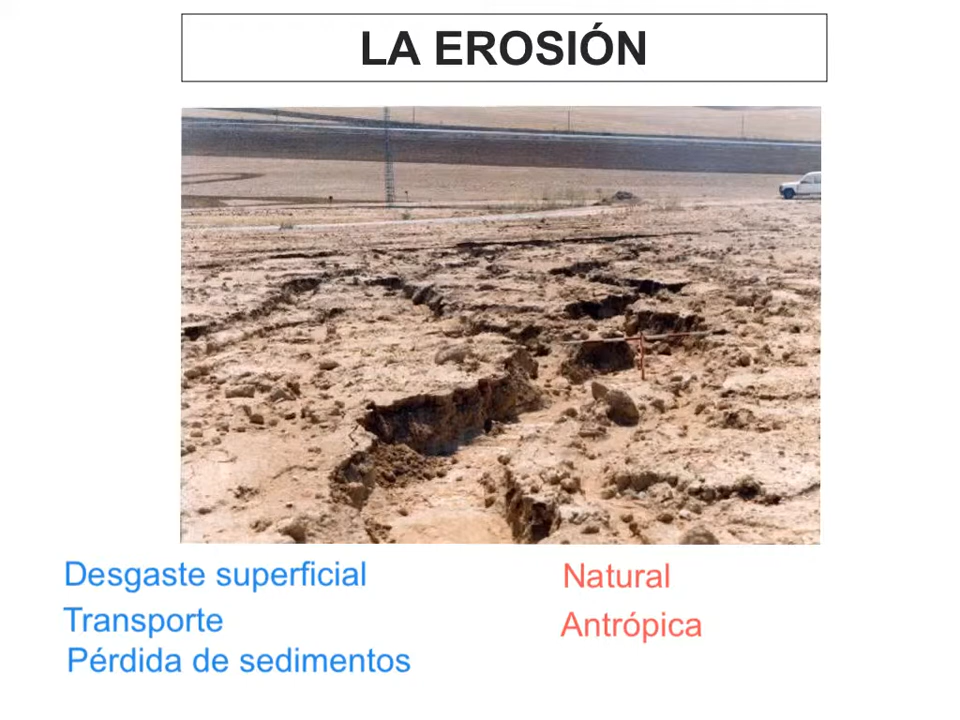 LA EROSIÓN
Desgaste superficial
Transporte
Pérdida de sedimentos
Natural
Antrópica